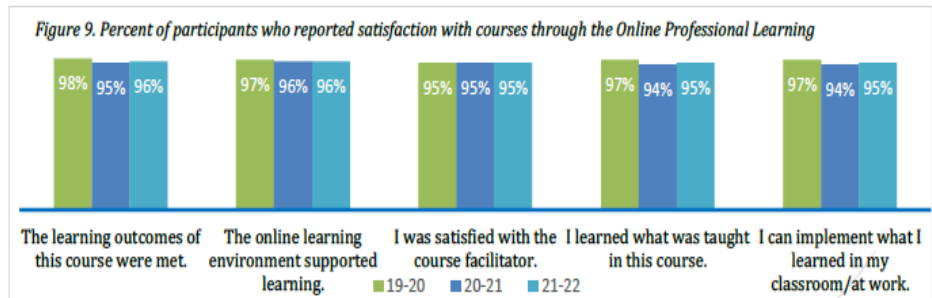 Figure 9. Percent of participants who reported satisfaction with courses through the Online Professional Learning
98% 95% 96% 97% 96% 96% 95% 95% 95% 97% 94% 95% 97% 94% 95%
The learning outcomes of
this course were met.
The online learning
environment supported
learning.
I was satisfied with the
course facilitator.
I learned what was taught
in this course.
I can implement what I
learned in my
classroom/at work.
19-20 20-21 21-22